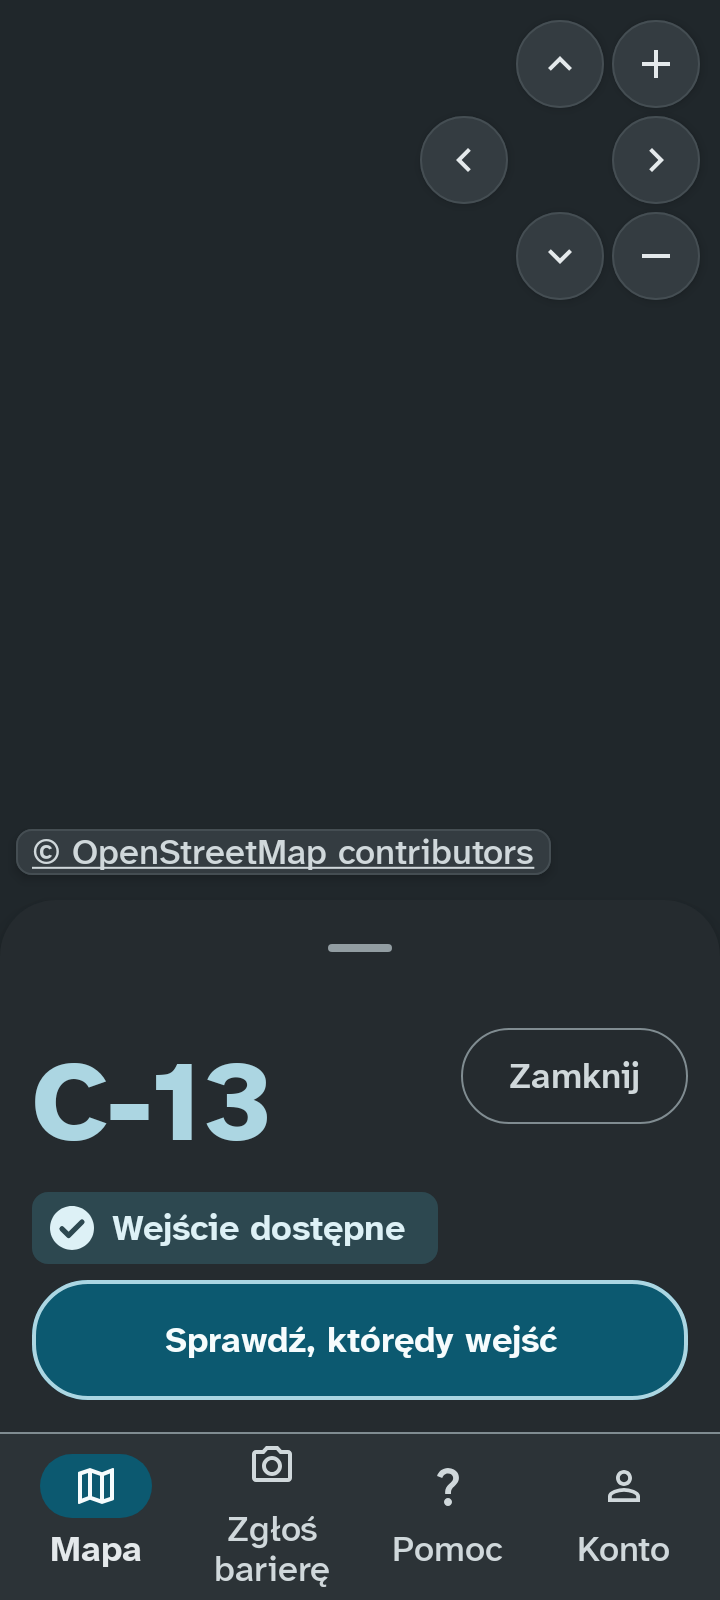 © OpenStreetMap contributors
C-13
Zamknij
Wejście dostępne
Sprawdź, którędy wejść
Mapa
Zgłoś
barierę
Pomoc
Konto